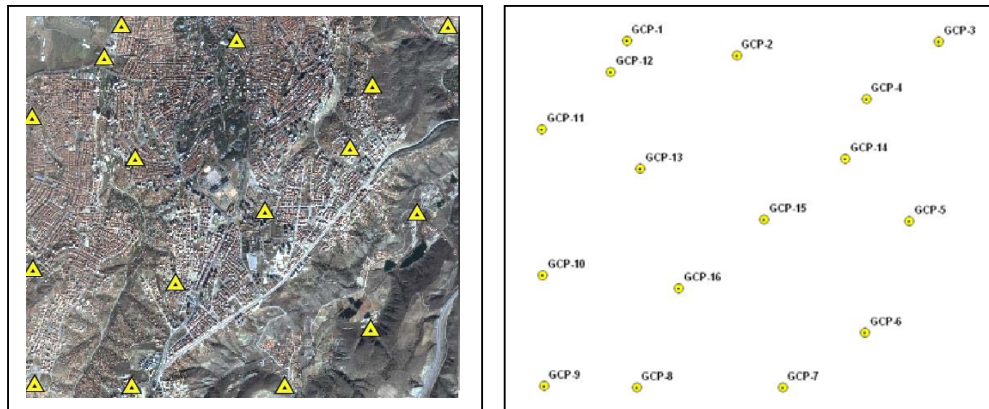 GCP-1
GCP-3
GCP-2
GCP-12
GCP-4
GCP-11
GCP-14
GCP-13
GCP-15
GCP-5
GCP-10
GCP-16
GCP-6
GCP-9
GCP-8
GCP-7